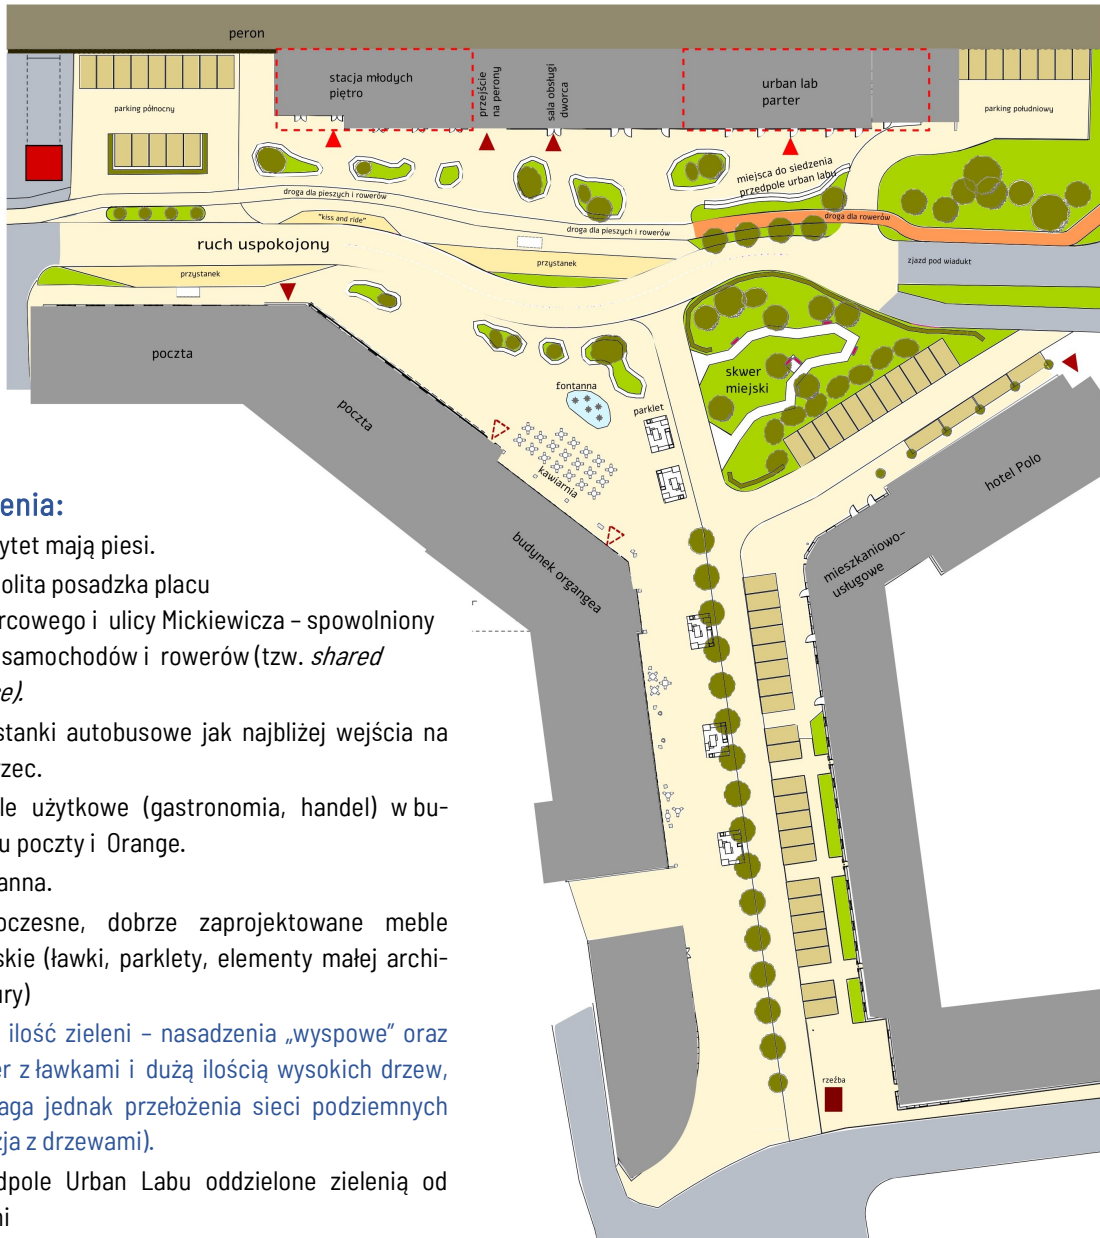 peron
stacja młodych
piętro
przejście
na perony
sala obsługi
dworca
urban lab
parter
parking północny
parking południowy
miejsca do siedzenia
przedpole urban labu
droga dla pieszych i rowerów
"kiss and ride"
droga dla pieszych i rowerów
droga dla rowerów
ruch uspokojony
przystanek
przystanek
zjazd pod wiadukt
poczta
poczta
fontanna
parklet
skwer
miejski
kawiarnia
hotel Polo
budynek organgea
mieszkaniowo-
usługowe
rzeźba
enia:
ytet mają piesi.
olita posadzka placu
rcowego i ulicy Mickiewicza – spowolniony
samochodów i rowerów (tzw. shared
e).
stanki autobusowe jak najbliżej wejścia na
rzec.
le użytkowe (gastronomia, handel) w bu-
u poczty i Orange.
anna.
oczesne, dobrze zaprojektowane meble
skie (ławki, parklety, elementy małej archi-
ury)
ilość zieleni – nasadzenia „wyspowe” oraz
er z ławkami i dużą ilością wysokich drzew,
aga jednak przełożenia sieci podziemnych
zja z drzewami).
dpole Urban Labu oddzielone zielenią od
ni